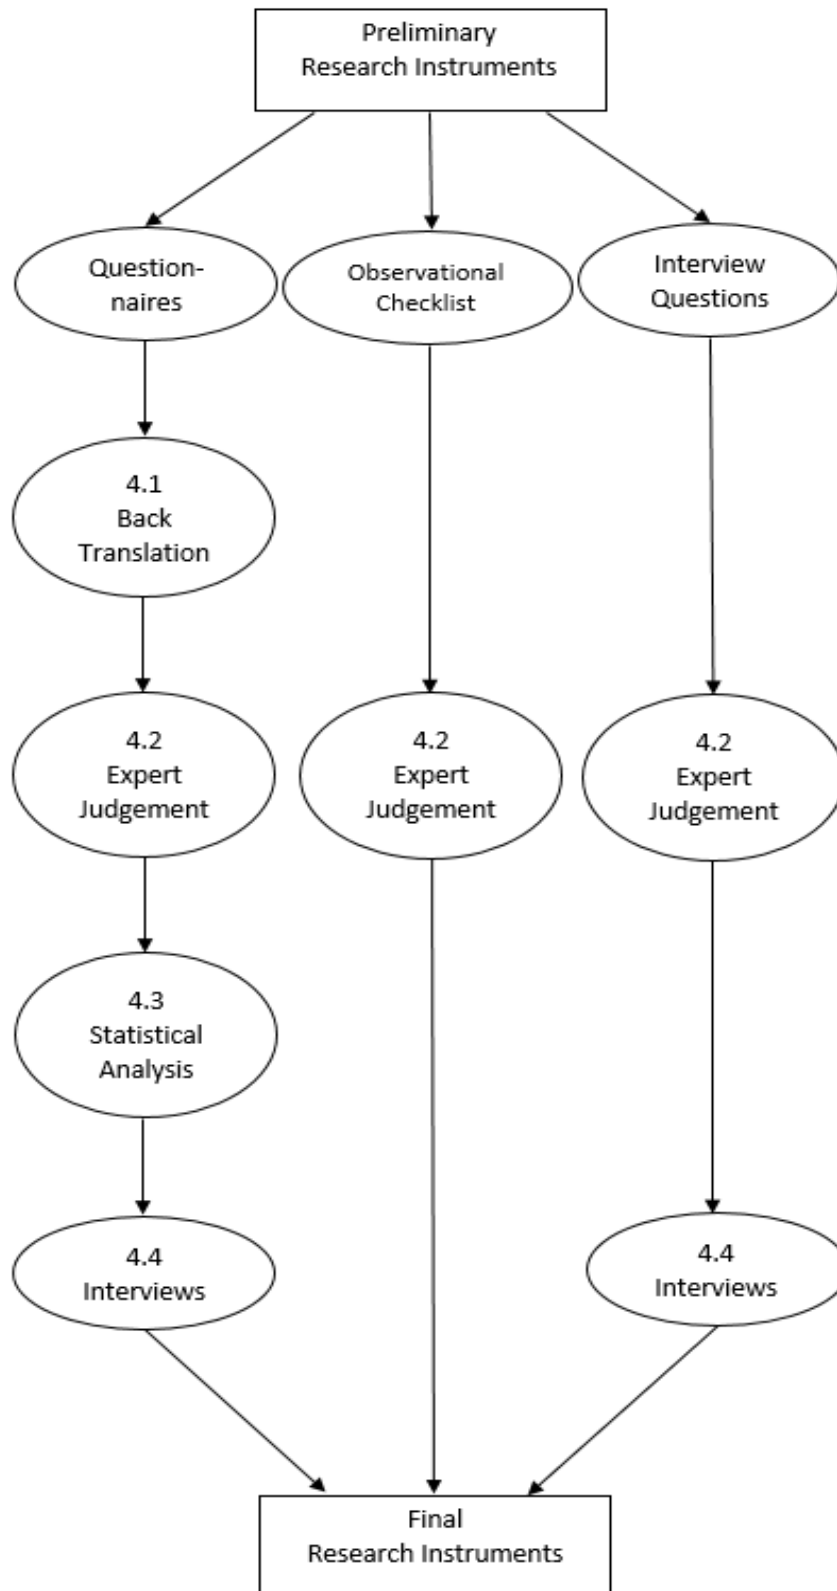 Preliminary
Research Instruments
Question-
naires
Observational
Checklist
Interview
Questions
4.1
Back
Translation
4.2
Expert
Judgement
4.2
Expert
Judgement
4.2
Expert
Judgement
4.3
Statistical
Analysis
4.4
Interviews
4.4
Interviews
Final
Research Instruments